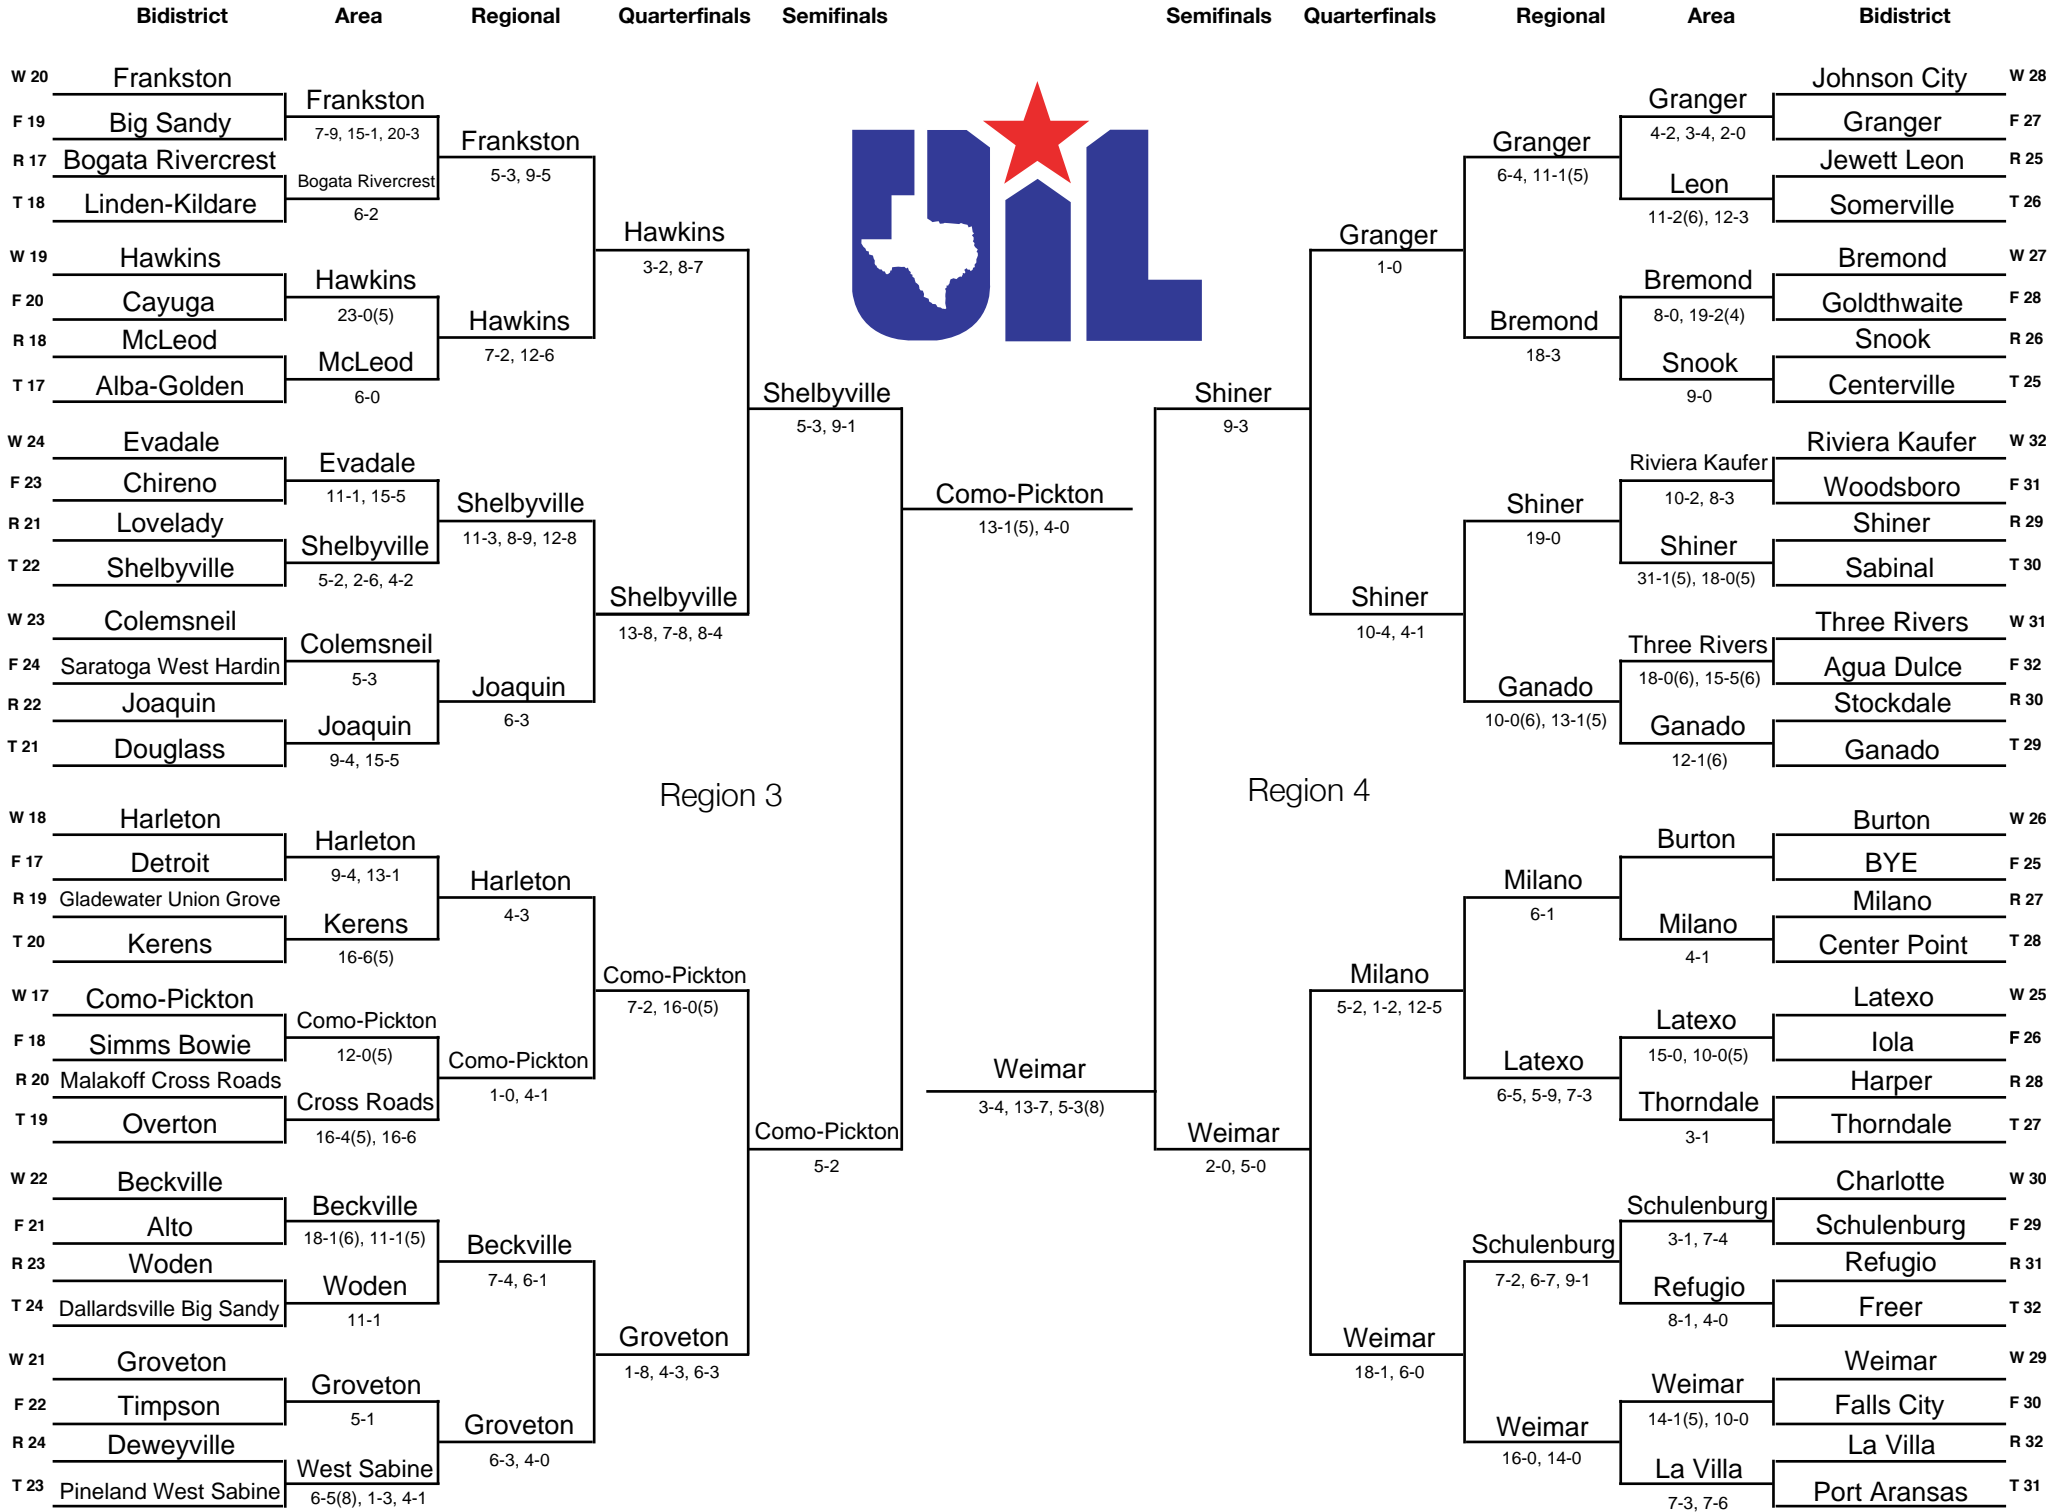 Bidistrict Area Regional Quarterfinals Semifinals Semifinals Quarterfinals Regional Area Bidistrict
W 20 Frankston
F 19 Big Sandy
R 17 Bogata Rivercrest
T 18 Linden-Kildare
W 19 Hawkins
F 20 Cayuga
R 18 McLeod
T 17 Alba-Golden
W 24 Evadale
F 23 Chireno
R 21 Lovelady
T 22 Shelbyville
W 23 Colemsneil
F 24 Saratoga West Hardin
R 22 Joaquin
T 21 Douglass
W 18 Harleton
F 17 Detroit
R 19 Gladewater Union Grove
T 20 Kerens
W 17 Como-Pickton
F 18 Simms Bowie
R 20 Malakoff Cross Roads
T 19 Overton
W 22 Beckville
F 21 Alto
R 23 Woden
T 24 Dallardsville Big Sandy
W 21 Groveton
F 22 Timpson
R 24 Deweyville
T 23 Pineland West Sabine
Frankston
7-9, 15-1, 20-3
Bogata Rivercrest
6-2
Hawkins
23-0(5)
McLeod
6-0
Evadale
11-1, 15-5
Shelbyville
5-2, 2-6, 4-2
Colemsneil
5-3
Joaquin
9-4, 15-5
Harleton
9-4, 13-1
Kerens
16-6(5)
Como-Pickton
12-0(5)
Cross Roads
16-4(5), 16-6
Beckville
18-1(6), 11-1(5)
Woden
11-1
Groveton
5-1
West Sabine
6-5(8), 1-3, 4-1
Frankston
5-3, 9-5
Hawkins
7-2, 12-6
Shelbyville
11-3, 8-9, 12-8
Joaquin
6-3
Harleton
4-3
Como-Pickton
1-0, 4-1
Beckville
7-4, 6-1
Groveton
6-3, 4-0
Hawkins
3-2, 8-7
Shelbyville
13-8, 7-8, 8-4
Region 3
Como-Pickton
7-2, 16-0(5)
Groveton
1-8, 4-3, 6-3
Shelbyville
5-3, 9-1
Como-Pickton
5-2
UIL
Como-Pickton
13-1(5), 4-0
Weimar
3-4, 13-7, 5-3(8)
Shiner
9-3
Weimar
2-0, 5-0
Granger
1-0
Shiner
10-4, 4-1
Region 4
Milano
5-2, 1-2, 12-5
Weimar
18-1, 6-0
Granger
6-4, 11-1(5)
Bremond
18-3
Shiner
19-0
Ganado
10-0(6), 13-1(5)
Milano
6-1
Latexo
6-5, 5-9, 7-3
Schulenburg
7-2, 6-7, 9-1
Weimar
16-0, 14-0
Granger
4-2, 3-4, 2-0
Leon
11-2(6), 12-3
Bremond
8-0, 19-2(4)
Snook
9-0
Riviera Kaufer
10-2, 8-3
Shiner
31-1(5), 18-0(5)
Three Rivers
18-0(6), 15-5(6)
Ganado
12-1(6)
Burton
Milano
4-1
Latexo
15-0, 10-0(5)
Thorndale
3-1
Schulenburg
3-1, 7-4
Refugio
8-1, 4-0
Weimar
14-1(5), 10-0
La Villa
7-3, 7-6
Johnson City W 28
Granger F 27
Jewett Leon R 25
Somerville T 26
Bremond W 27
Goldthwaite F 28
Snook R 26
Centerville T 25
Riviera Kaufer W 32
Woodsboro F 31
Shiner R 29
Sabinal T 30
Three Rivers W 31
Agua Dulce F 32
Stockdale R 30
Ganado T 29
Burton W 26
BYE F 25
Milano R 27
Center Point T 28
Latexo W 25
Iola F 26
Harper R 28
Thorndale T 27
Charlotte W 30
Schulenburg F 29
Refugio R 31
Freer T 32
Weimar W 29
Falls City F 30
La Villa R 32
Port Aransas T 31